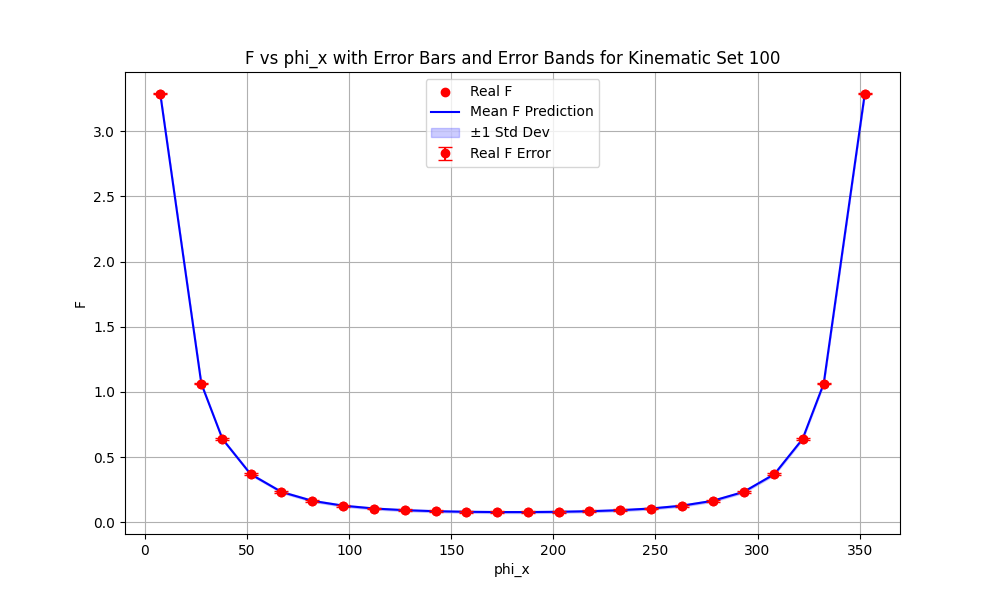 F vs phi_x with Error Bars and Error Bands for Kinematic Set 100
Real F
Mean F Prediction
±1 Std Dev
Real F Error
F
3.0
2.5
2.0
1.5
1.0
0.5
0.0
0 50 100 150 200 250 300 350
phi_x